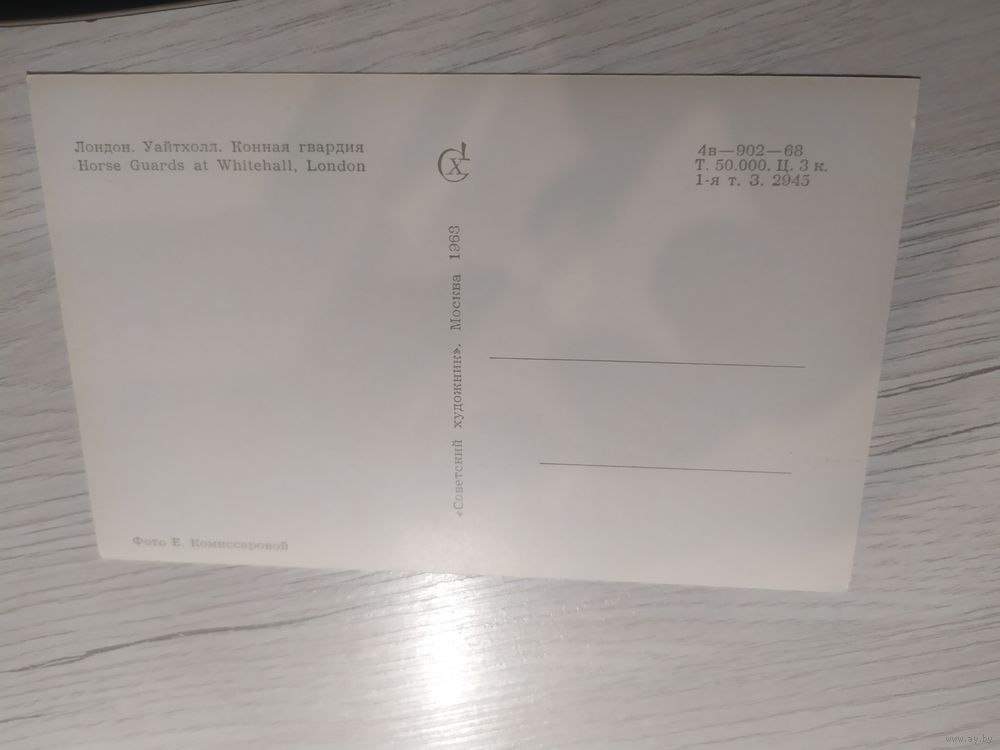 Лондон. Уайтхолл. Конная гвардия
Horse Guards at Whitehall, London
СХ
4в—902—68
Т. 50.000. Ц. 3 к.
1-я т. З. 2945
«Советский художник». Москва 1968
Фото Е. Комиссаровой
www.ay.by